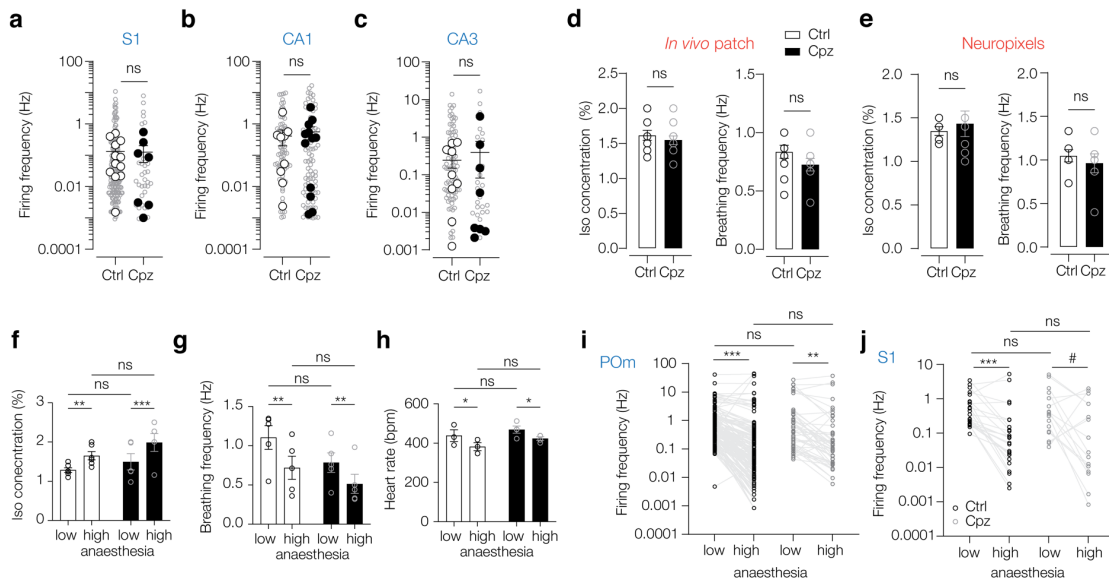 a
S1
Firing frequency (Hz)
100
1
0.01
0.0001
ns
Ctrl Cpz
b
CA1
Firing frequency (Hz)
100
1
0.01
0.0001
ns
Ctrl Cpz
c
CA3
Firing frequency (Hz)
100
10
1
0.1
0.01
0.001
ns
Ctrl Cpz
d
In vivo patch
Ctrl
Cpz
Iso concentration (%)
2.5
2.0
1.5
1.0
0.5
0.0
ns
Ctrl Cpz
Breathing frequency (Hz)
1.5
1.0
0.5
0.0
ns
Ctrl Cpz
e
Neuropixels
Iso concentration (%)
2.0
1.5
1.0
0.5
0.0
ns
Ctrl Cpz
Breathing frequency (Hz)
2.0
1.5
1.0
0.5
0.0
ns
Ctrl Cpz
f
Iso conecntration (%)
3
2
1
0
ns
ns
** ***
low high low high
anaesthesia
g
Breathing frequency (Hz)
1.5
1.0
0.5
0.0
ns
ns
** **
low high low high
anaesthesia
h
Heart rate (bpm)
600
400
200
0
ns
ns
* *
low high low high
anaesthesia
i
POm
Firing frequency (Hz)
100
10
1
0.1
0.01
0.001
0.0001
ns
ns
*** **
low high low high
anaesthesia
j
S1
Firing frequency (Hz)
10
1
0.1
0.01
0.001
0.0001
ns
ns
*** #
Ctrl
Cpz
low high low high
anaesthesia